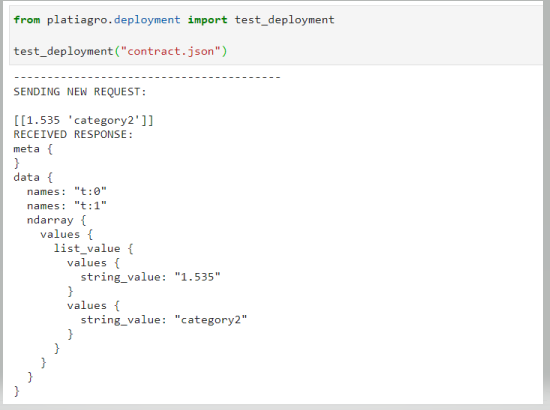 from platiagro.deployment import test_deployment
test_deployment("contract.json")
----------------------------------------
SENDING NEW REQUEST:
[[1.535 'category2']]
RECEIVED RESPONSE:
meta {
}
data {
  names: "t:0"
  names: "t:1"
  ndarray {
    values {
      list_value {
        values {
          string_value: "1.535"
        }
        values {
          string_value: "category2"
        }
      }
    }
  }
}